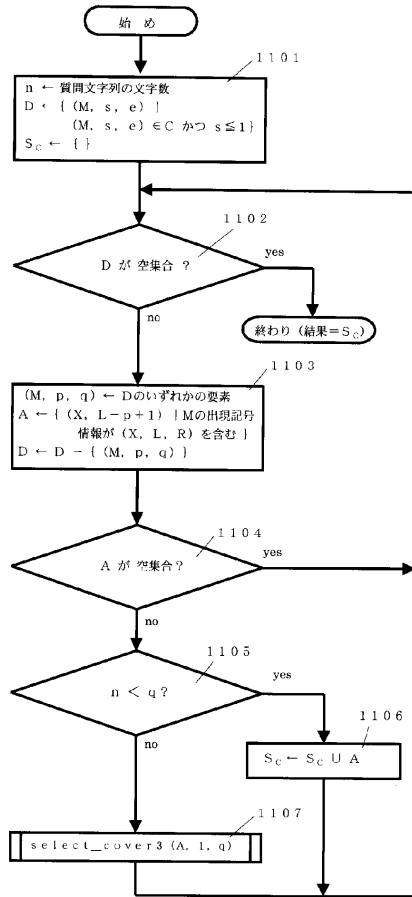 始 め
1101
n ← 質問文字列の文字数
D ← { (M, s, e) |
(M, s, e) ∈C かつ s≦1}
S_C ← { }
1102
D が 空集合 ?
yes
no
終わり (結果=S_C)
1103
(M, p, q) ← Dのいずれかの要素
A ← { (X, L-p+1) | Mの出現記号
情報が (X, L, R) を含む }
D ← D - { (M, p, q) }
1104
A が 空集合?
yes
no
1105
n < q?
yes
no
1106
S_C ← S_C ∪ A
1107
select_cover3 (A, 1, q)